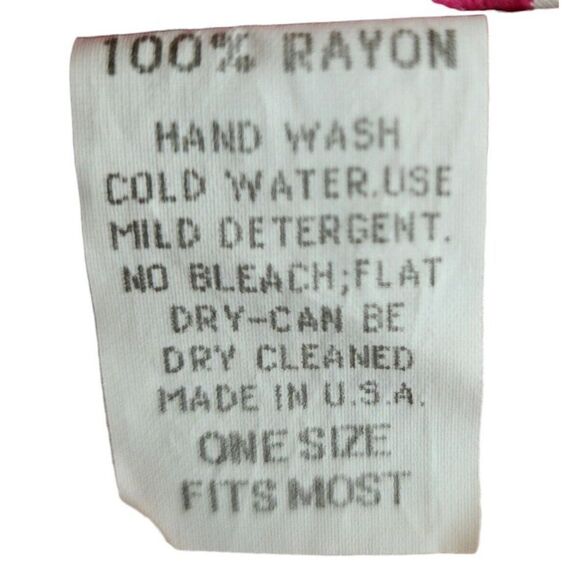 100% RAYON
HAND WASH
COLD WATER.USE
MILD DETERGENT.
NO BLEACH;FLAT
DRY-CAN BE
DRY CLEANED
MADE IN U.S.A.
ONE SIZE
FITS MOST